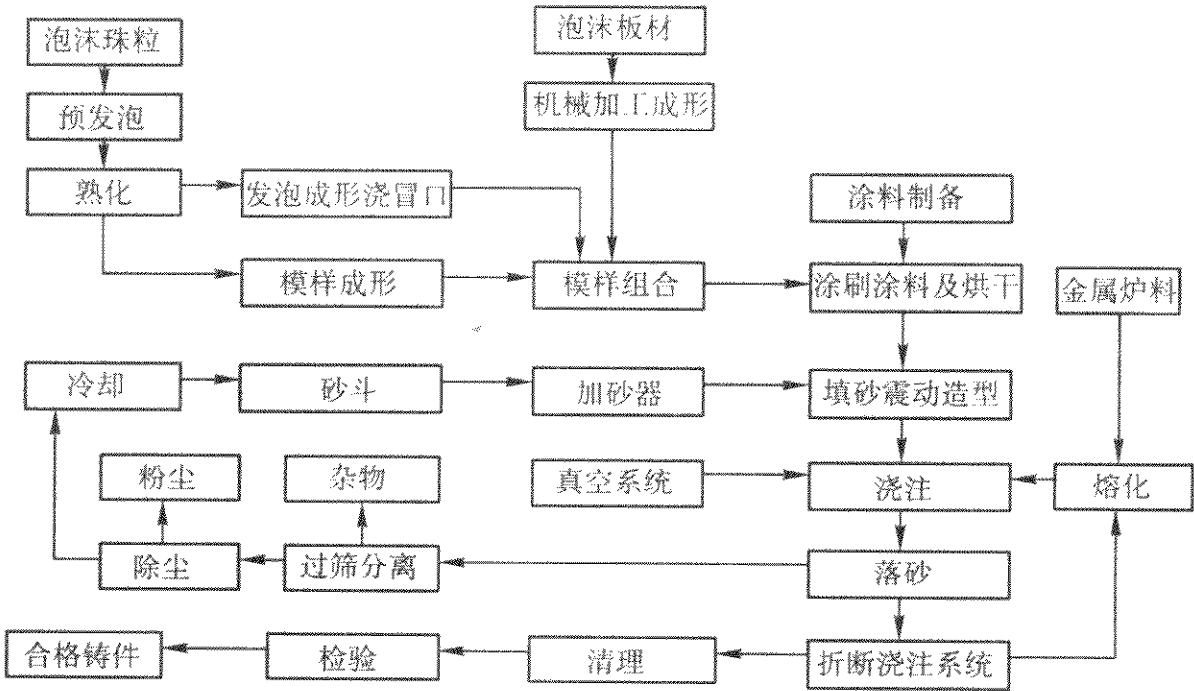 泡沫珠粒
泡沫板材
预发泡
机械加工成形
熟化
发泡成形浇冒口
涂料制备
模样成形
模样组合
涂刷涂料及烘干
金属炉料
冷却
砂斗
加砂器
填砂震动造型
粉尘
杂物
真空系统
浇注
熔化
除尘
过筛分离
落砂
合格铸件
检验
清理
折断浇注系统